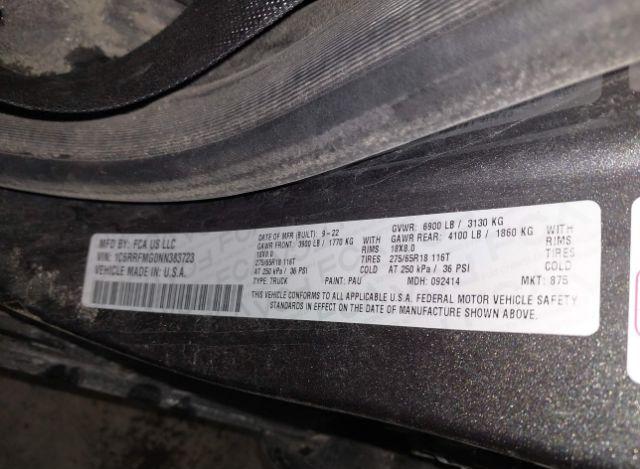 MFD BY: FCA US LLC
VIN: 1C6RRFMG0NN383723
VEHICLE MADE IN U.S.A.
DATE OF MFR (BUILT): 9-22
GAWR FRONT: 3900 LB / 1770 KG
18X8.0
275/65R18 116T
AT 250 kPa / 36 PSI
TYPE: TRUCK
WITH
RIMS
TIRES
COLD
PAINT: PAU
GVWR: 6900 LB / 3130 KG
GAWR REAR: 4100 LB / 1860 KG
18X8.0
275/65R18 116T
AT 250 kPa / 36 PSI
MDH: 092414
WITH
RIMS
TIRES
COLD
MKT: 875
THIS VEHICLE CONFORMS TO ALL APPLICABLE U.S.A. FEDERAL MOTOR VEHICLE SAFETY
STANDARDS IN EFFECT ON THE DATE OF MANUFACTURE SHOWN ABOVE.